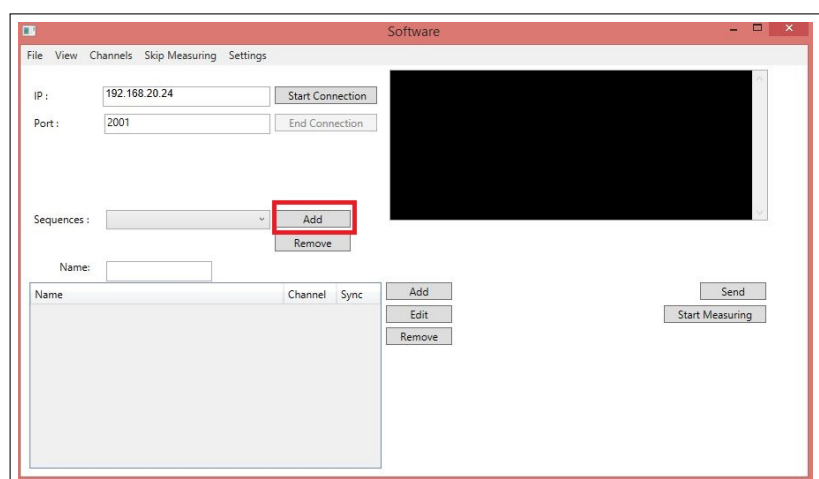 Software
File View Channels Skip Measuring Settings
IP : 192.168.20.24 Start Connection
Port : 2001 End Connection
Sequences : Add
Remove
Name:
Name Channel Sync
Add Send
Edit Start Measuring
Remove